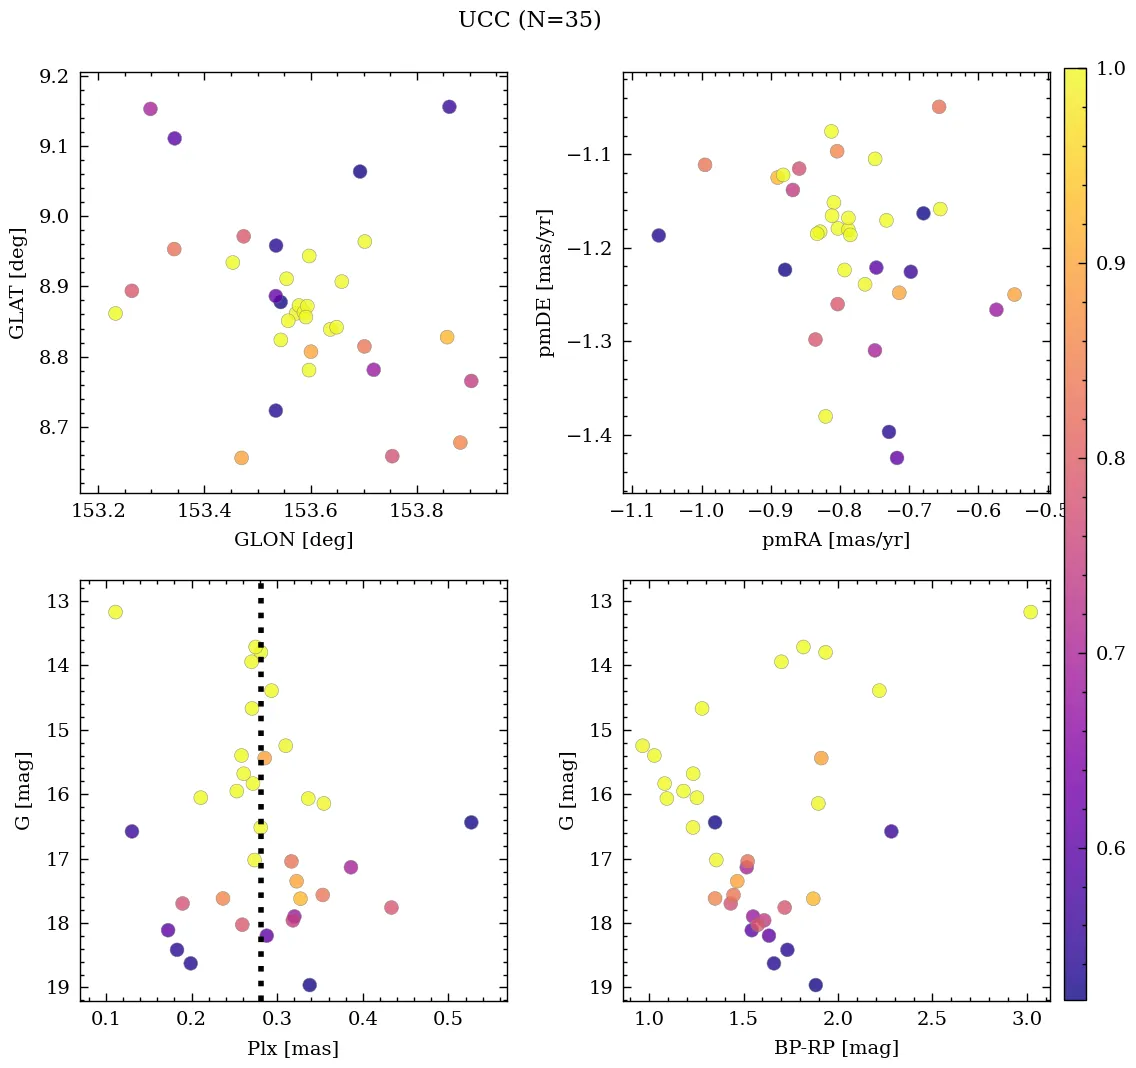 UCC (N=35)
9.2
9.1
9.0
8.9
8.8
8.7
GLAT [deg]
153.2 153.4 153.6 153.8
GLON [deg]
−1.1
−1.2
−1.3
−1.4
pmDE [mas/yr]
−1.1 −1.0 −0.9 −0.8 −0.7 −0.6 −0.5
pmRA [mas/yr]
13
14
15
16
17
18
19
G [mag]
0.1 0.2 0.3 0.4 0.5
Plx [mas]
13
14
15
16
17
18
19
G [mag]
1.0 1.5 2.0 2.5 3.0
BP-RP [mag]
1.0
0.9
0.8
0.7
0.6